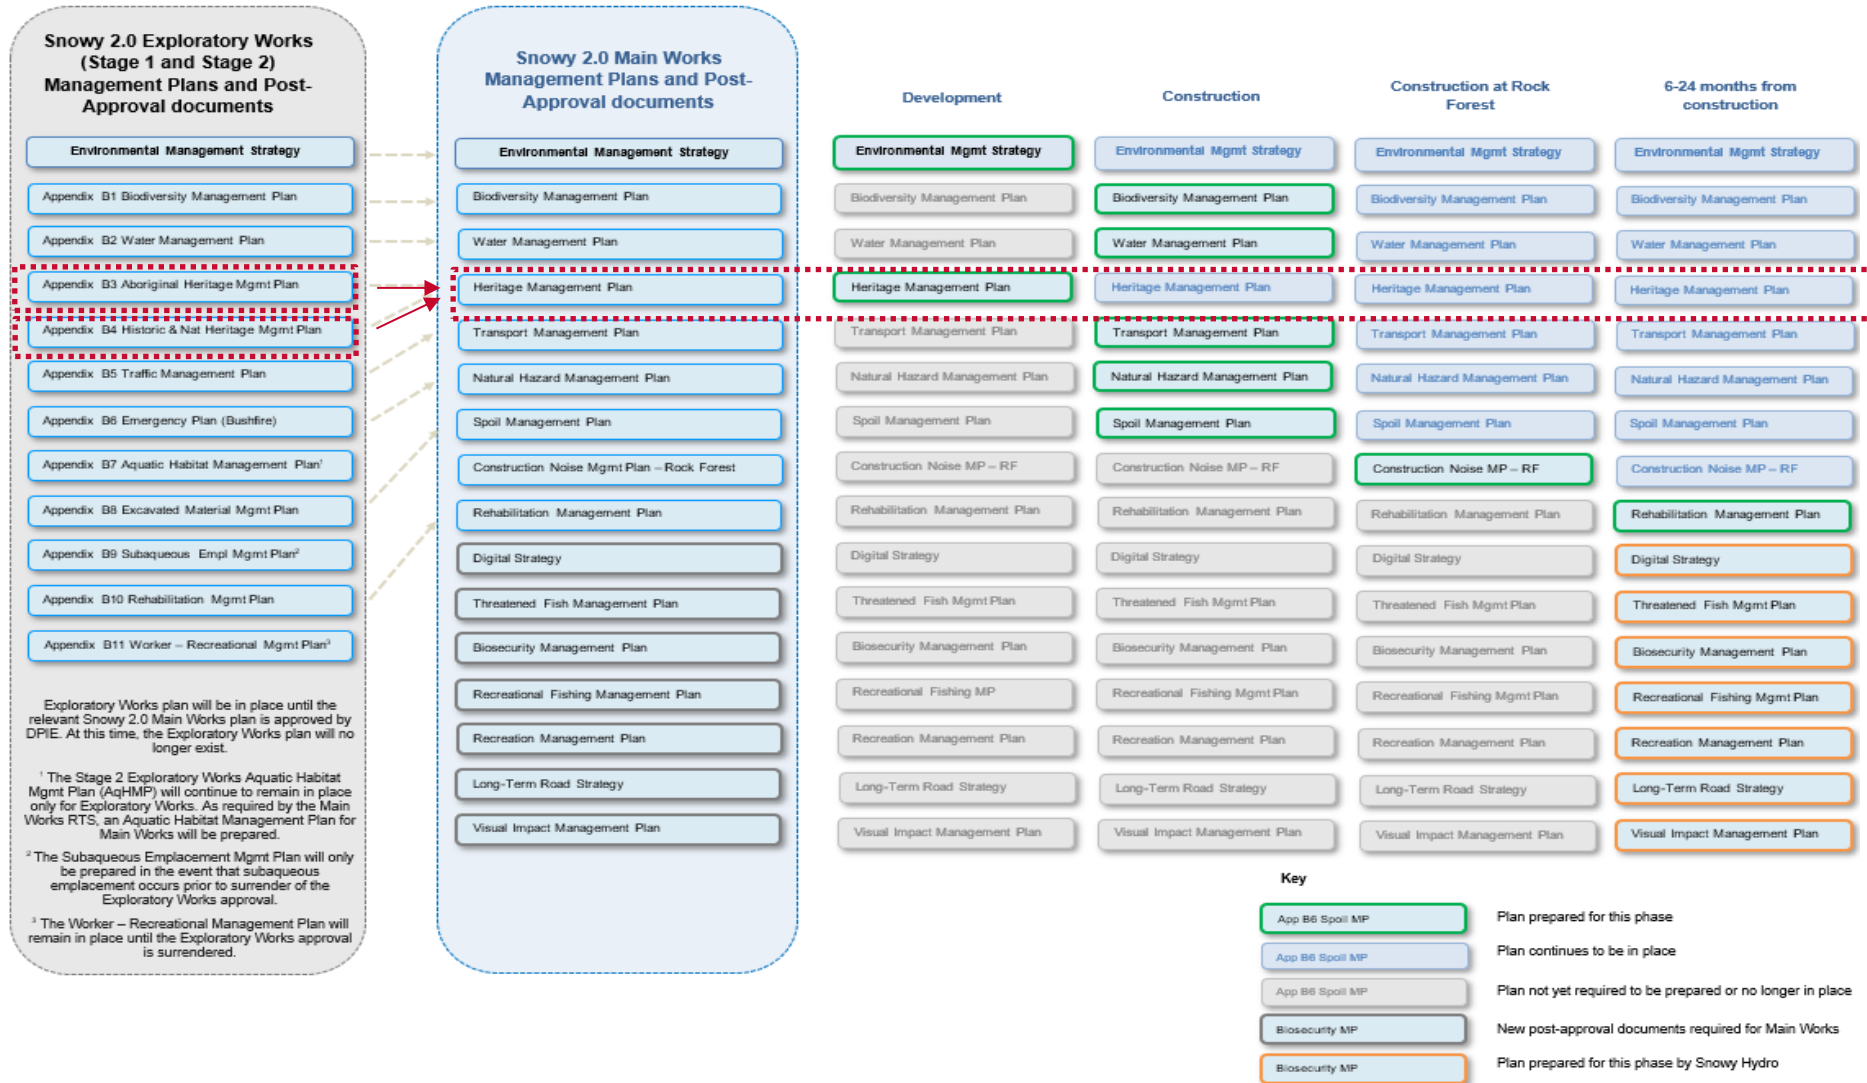 Snowy 2.0 Exploratory Works
(Stage 1 and Stage 2)
Management Plans and Post-
Approval documents
Environmental Management Strategy
Appendix B1 Biodiversity Management Plan
Appendix B2 Water Management Plan
Appendix B3 Aboriginal Heritage Mgmt Plan
Appendix B4 Historic & Nat Heritage Mgmt Plan
Appendix B5 Traffic Management Plan
Appendix B6 Emergency Plan (Bushfire)
Appendix B7 Aquatic Habitat Management Plan¹
Appendix B8 Excavated Material Mgmt Plan
Appendix B9 Subaqueous Empl Mgmt Plan²
Appendix B10 Rehabilitation Mgmt Plan
Appendix B11 Worker – Recreational Mgmt Plan³
Exploratory Works plan will be in place until the
relevant Snowy 2.0 Main Works plan is approved by
DPIE. At this time, the Exploratory Works plan will no
longer exist.
¹ The Stage 2 Exploratory Works Aquatic Habitat
Mgmt Plan (AqHMP) will continue to remain in place
only for Exploratory Works. As required by the Main
Works RTS, an Aquatic Habitat Management Plan for
Main Works will be prepared.
² The Subaqueous Emplacement Mgmt Plan will only
be prepared in the event that subaqueous
emplacement occurs prior to surrender of the
Exploratory Works approval.
³ The Worker – Recreational Management Plan will
remain in place until the Exploratory Works approval
is surrendered.
Snowy 2.0 Main Works
Management Plans and Post-
Approval documents
Environmental Management Strategy
Biodiversity Management Plan
Water Management Plan
Heritage Management Plan
Transport Management Plan
Natural Hazard Management Plan
Spoil Management Plan
Construction Noise Mgmt Plan – Rock Forest
Rehabilitation Management Plan
Digital Strategy
Threatened Fish Management Plan
Biosecurity Management Plan
Recreational Fishing Management Plan
Recreation Management Plan
Long-Term Road Strategy
Visual Impact Management Plan
Development
Environmental Mgmt Strategy
Biodiversity Management Plan
Water Management Plan
Heritage Management Plan
Transport Management Plan
Natural Hazard Management Plan
Spoil Management Plan
Construction Noise MP – RF
Rehabilitation Management Plan
Digital Strategy
Threatened Fish Mgmt Plan
Biosecurity Management Plan
Recreational Fishing MP
Recreation Management Plan
Long-Term Road Strategy
Visual Impact Management Plan
Construction
Environmental Mgmt Strategy
Biodiversity Management Plan
Water Management Plan
Heritage Management Plan
Transport Management Plan
Natural Hazard Management Plan
Spoil Management Plan
Construction Noise MP – RF
Rehabilitation Management Plan
Digital Strategy
Threatened Fish Mgmt Plan
Biosecurity Management Plan
Recreational Fishing Mgmt Plan
Recreation Management Plan
Long-Term Road Strategy
Visual Impact Management Plan
Construction at Rock
Forest
Environmental Mgmt Strategy
Biodiversity Management Plan
Water Management Plan
Heritage Management Plan
Transport Management Plan
Natural Hazard Management Plan
Spoil Management Plan
Construction Noise MP – RF
Rehabilitation Management Plan
Digital Strategy
Threatened Fish Mgmt Plan
Biosecurity Management Plan
Recreational Fishing Mgmt Plan
Recreation Management Plan
Long-Term Road Strategy
Visual Impact Management Plan
6-24 months from
construction
Environmental Mgmt Strategy
Biodiversity Management Plan
Water Management Plan
Heritage Management Plan
Transport Management Plan
Natural Hazard Management Plan
Spoil Management Plan
Construction Noise MP – RF
Rehabilitation Management Plan
Digital Strategy
Threatened Fish Mgmt Plan
Biosecurity Management Plan
Recreational Fishing Mgmt Plan
Recreation Management Plan
Long-Term Road Strategy
Visual Impact Management Plan
Key
App B6 Spoil MP
Plan prepared for this phase
App B6 Spoil MP
Plan continues to be in place
App B6 Spoil MP
Plan not yet required to be prepared or no longer in place
Biosecurity MP
New post-approval documents required for Main Works
Biosecurity MP
Plan prepared for this phase by Snowy Hydro